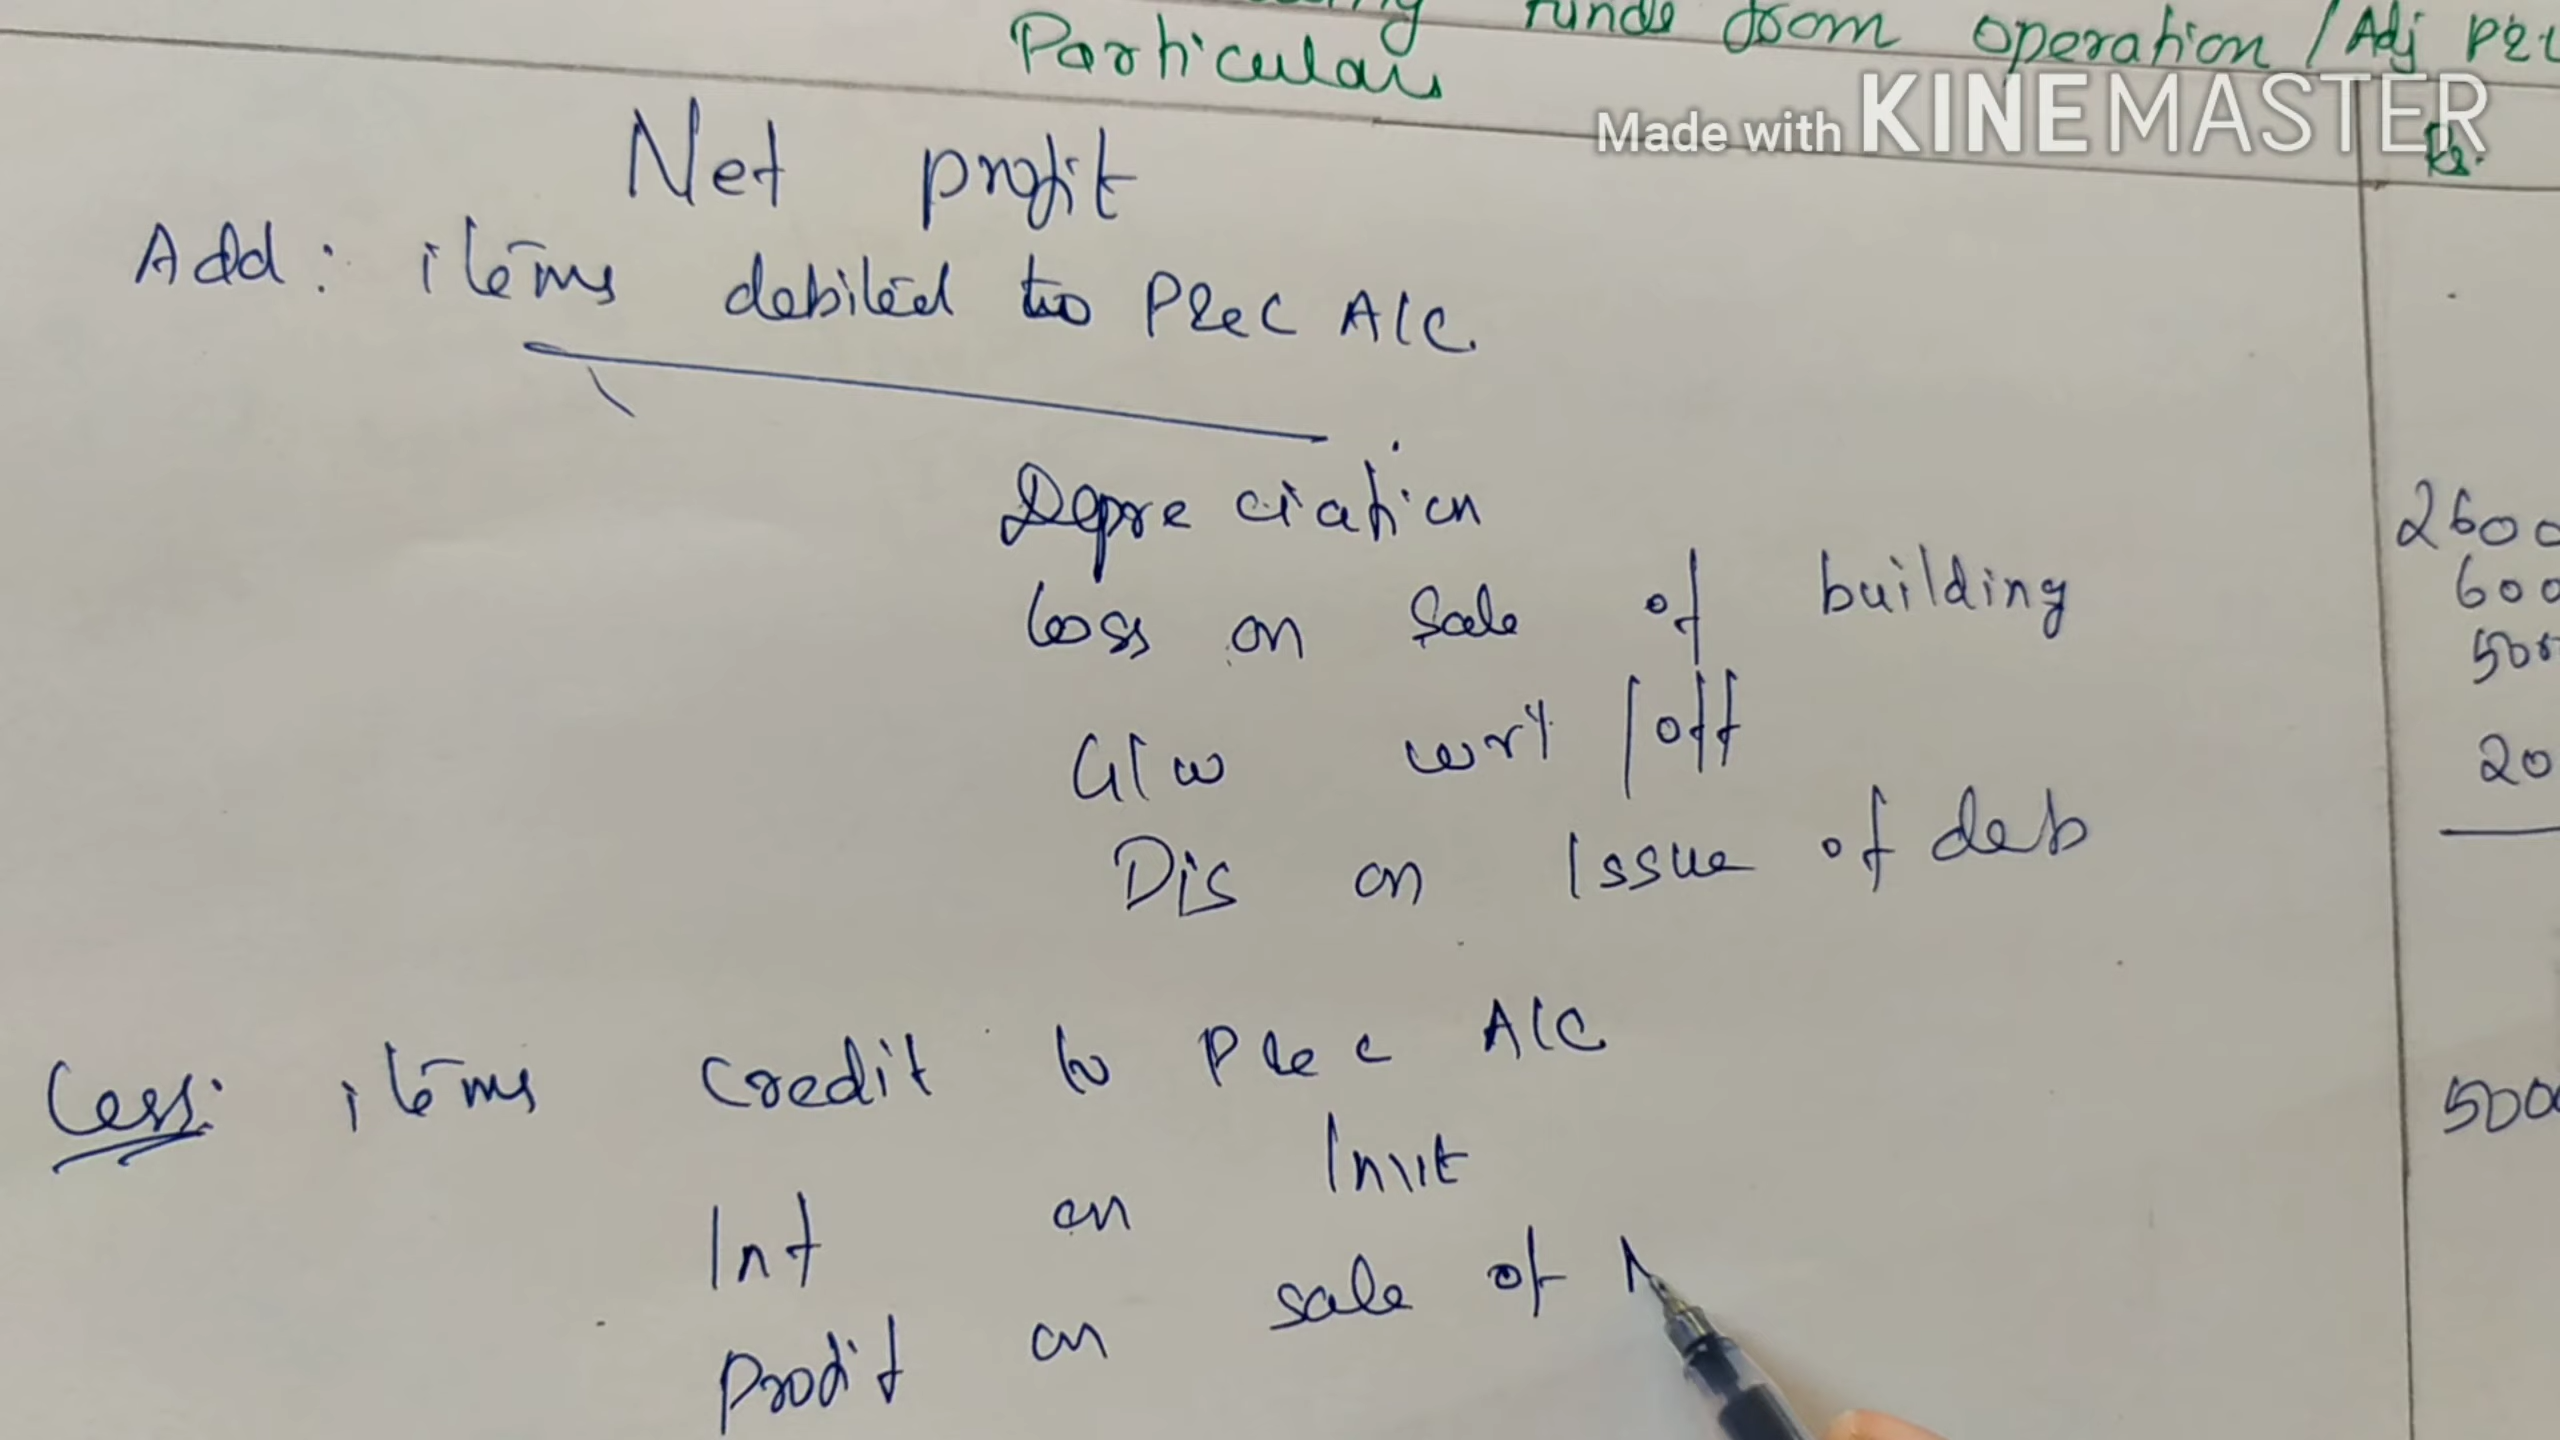 funds from operation / Adj P&L
Particulars
Made with KINEMASTER
Rs.
Net profit
Add: items debited to P&L A/C
Depreciation 2600
loss on sale of building 600
G/w wri /off 500
Dis on Issue of deb 20
Less: items credit to P&L A/C
Int on Invt 500
profit on sale of